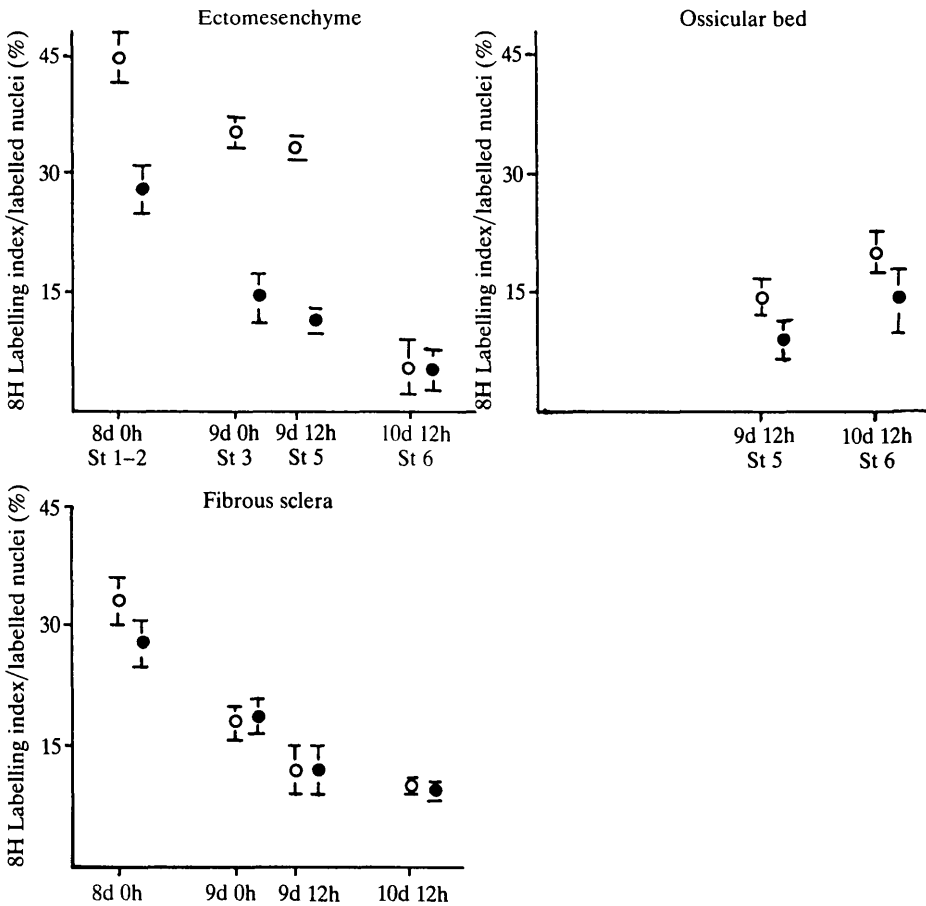 Ectomesenchyme
8H Labelling index/labelled nuclei (%)
45
30
15
8d 0h
9d 0h
9d 12h
10d 12h
St 1–2
St 3
St 5
St 6
Ossicular bed
8H Labelling index/labelled nuclei (%)
45
30
15
9d 12h
10d 12h
St 5
St 6
Fibrous sclera
8H Labelling index/labelled nuclei (%)
45
30
15
8d 0h
9d 0h
9d 12h
10d 12h